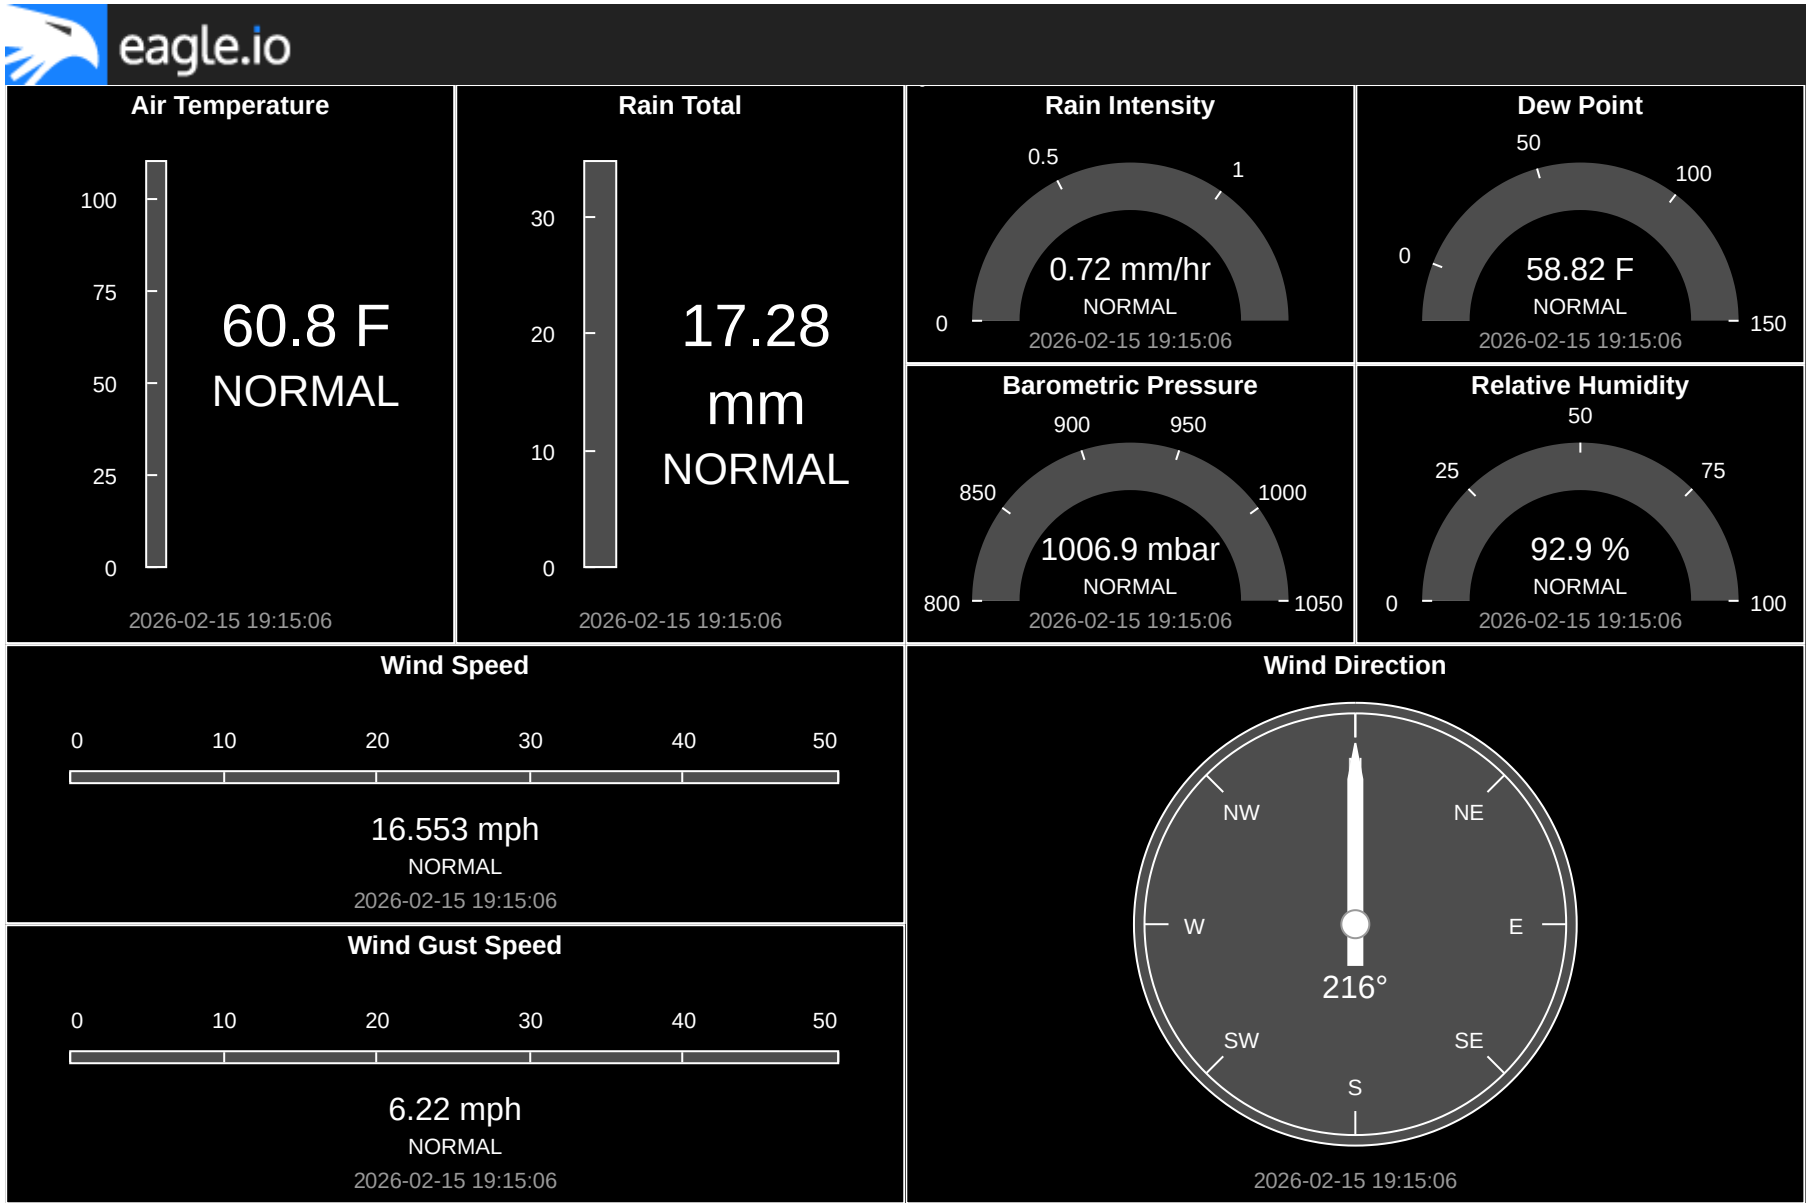 eagle.io
Air Temperature
100
75
50
25
0
60.8 F
NORMAL
2026-02-15 19:15:06
Rain Total
30
20
10
0
17.28
mm
NORMAL
2026-02-15 19:15:06
Rain Intensity
0.5
1
0
0.72 mm/hr
NORMAL
2026-02-15 19:15:06
Dew Point
50
100
0
150
58.82 F
NORMAL
2026-02-15 19:15:06
Barometric Pressure
900
950
850
1000
800
1050
1006.9 mbar
NORMAL
2026-02-15 19:15:06
Relative Humidity
50
25
75
0
100
92.9 %
NORMAL
2026-02-15 19:15:06
Wind Speed
0 10 20 30 40 50
16.553 mph
NORMAL
2026-02-15 19:15:06
Wind Gust Speed
0 10 20 30 40 50
6.22 mph
NORMAL
2026-02-15 19:15:06
Wind Direction
NW
NE
W
E
216°
SW
SE
S
2026-02-15 19:15:06